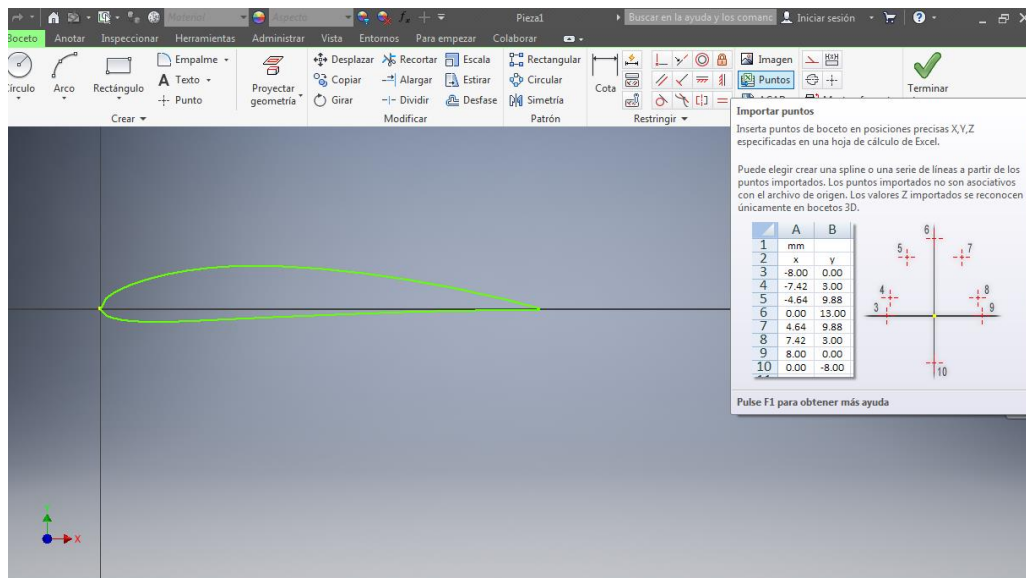 Material
Aspecto
Pieza1
Buscar en la ayuda y los comanc
Iniciar sesión
Boceto Anotar Inspeccionar Herramientas Administrar Vista Entornos Para empezar Colaborar
Círculo
Arco
Rectángulo
Empalme
A Texto
Punto
Crear
Proyectar
geometría
Desplazar Recortar Escala
Copiar Alargar Estirar
Girar Dividir Desfase
Modificar
Rectangular
Circular
Simetría
Patrón
Cota
Restringir
Imagen
Puntos
Terminar
Importar puntos
Inserta puntos de boceto en posiciones precisas X,Y,Z
especificadas en una hoja de cálculo de Excel.
Puede elegir crear una spline o una serie de líneas a partir de los
puntos importados. Los puntos importados no son asociativos
con el archivo de origen. Los valores Z importados se reconocen
únicamente en bocetos 3D.
A B
1 mm
2 x y
3 -8.00 0.00
4 -7.42 3.00
5 -4.64 9.88
6 0.00 13.00
7 4.64 9.88
8 7.42 3.00
9 8.00 0.00
10 0.00 -8.00
6
5 7
4 8
3 9
10
Pulse F1 para obtener más ayuda
X